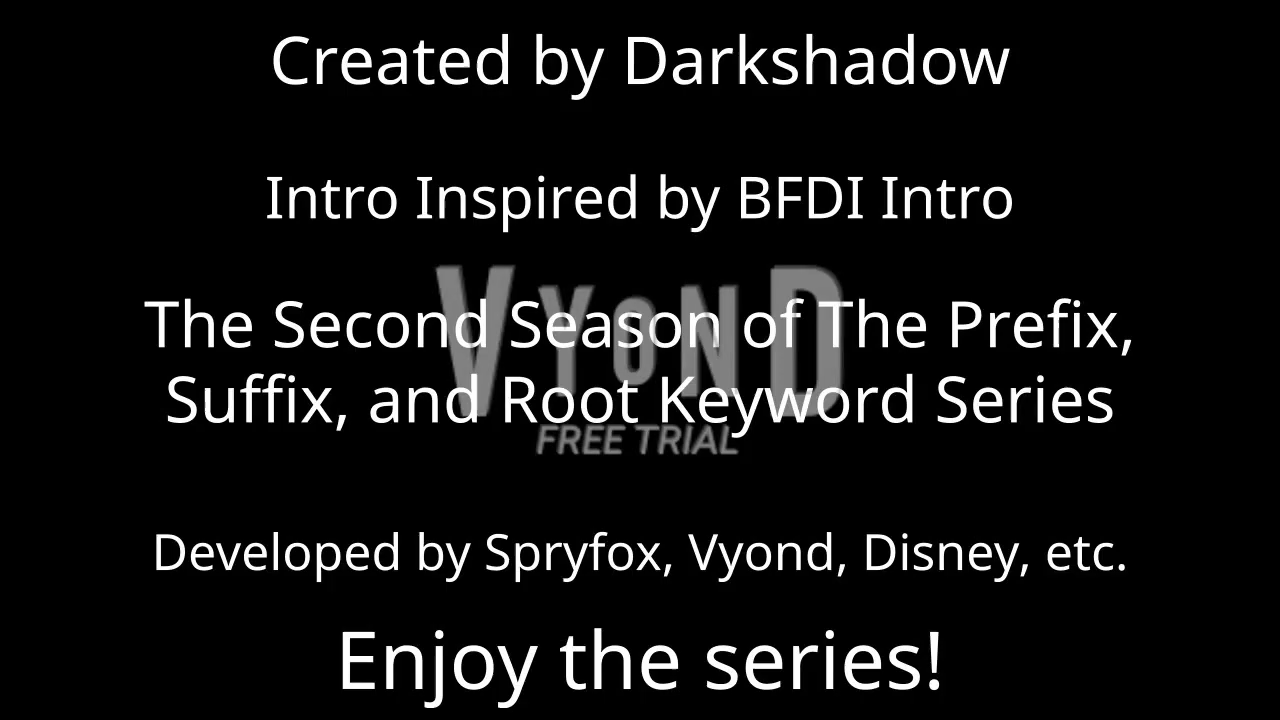 Created by Darkshadow
Intro Inspired by BFDI Intro
VYOND
The Second Season of The Prefix,
Suffix, and Root Keyword Series
FREE TRIAL
Developed by Spryfox, Vyond, Disney, etc.
Enjoy the series!